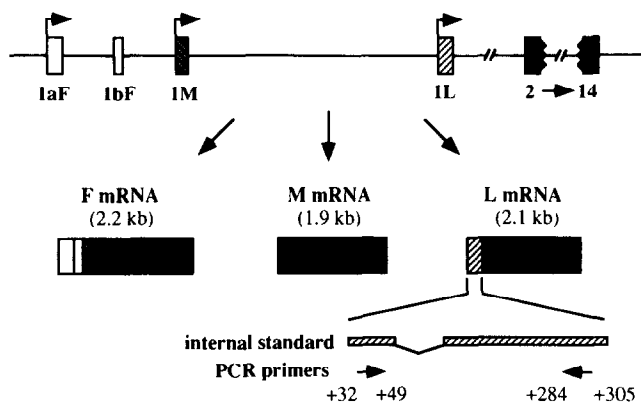 1aF 1bF 1M 1L 2 14
F mRNA M mRNA L mRNA
(2.2 kb) (1.9 kb) (2.1 kb)
internal standard
PCR primers
+32 +49 +284 +305